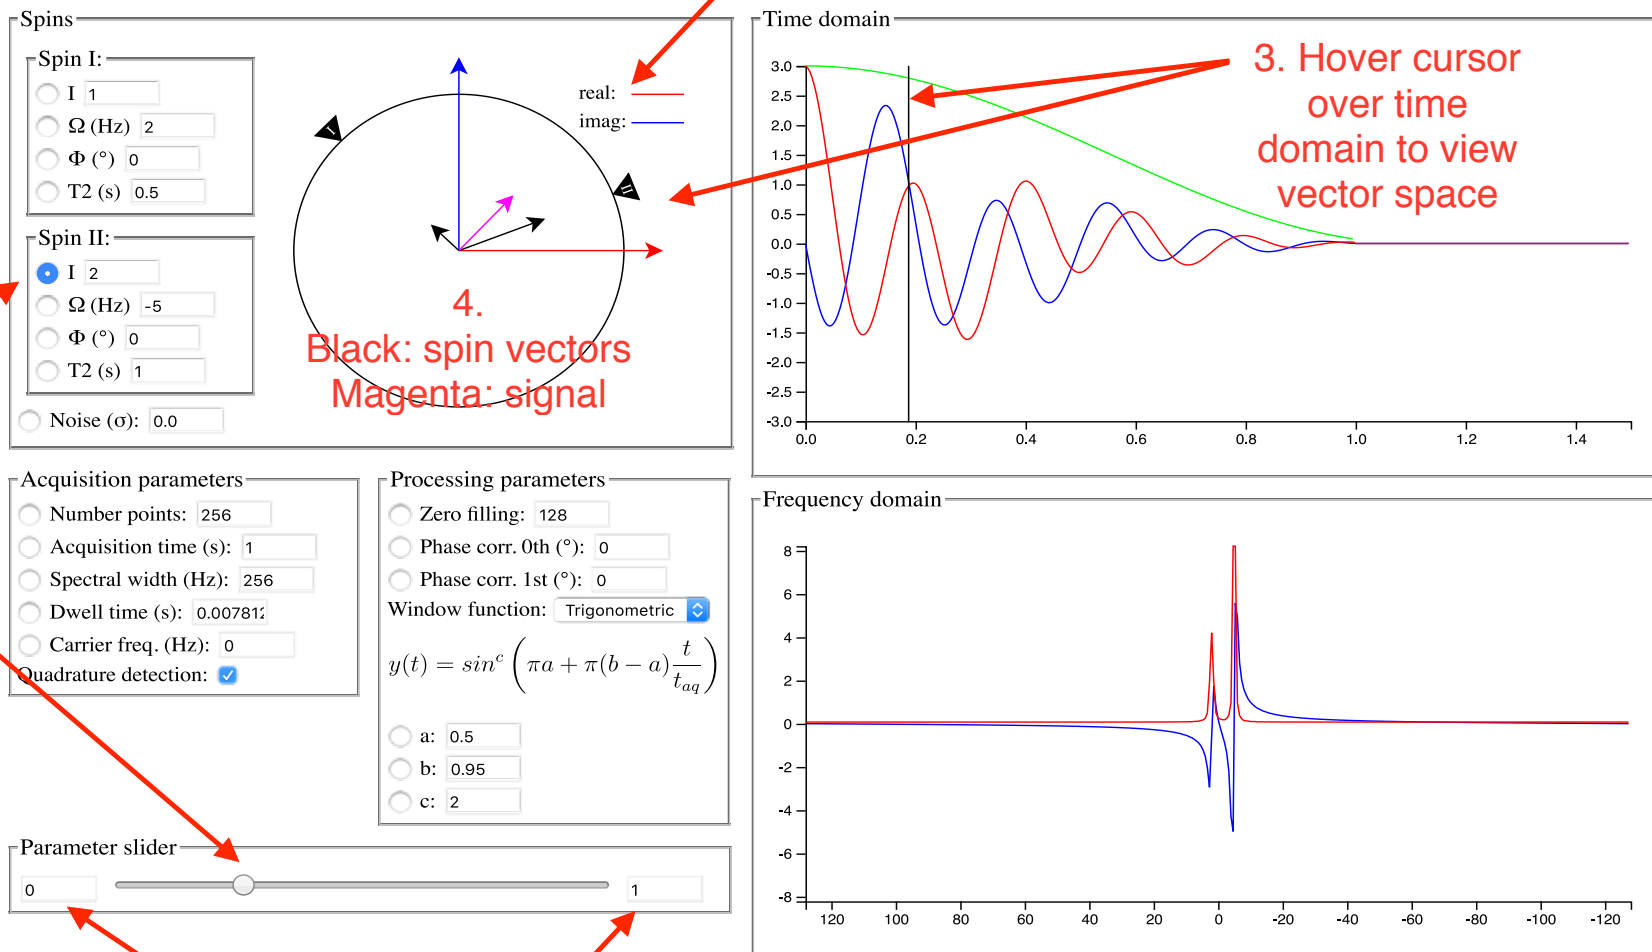 Spins
Spin I:
I 1
Ω (Hz) 2
Φ (°) 0
T2 (s) 0.5
Spin II:
I 2
Ω (Hz) -5
Φ (°) 0
T2 (s) 1
Noise (σ): 0.0
I
II
real:
imag:
4.
Black: spin vectors
Magenta: signal
Time domain
3. Hover cursor
over time
domain to view
vector space
3.0
2.5
2.0
1.5
1.0
0.5
0.0
-0.5
-1.0
-1.5
-2.0
-2.5
-3.0
0.0 0.2 0.4 0.6 0.8 1.0 1.2 1.4
Acquisition parameters
Number points: 256
Acquisition time (s): 1
Spectral width (Hz): 256
Dwell time (s): 0.007812
Carrier freq. (Hz): 0
Quadrature detection:
Processing parameters
Zero filling: 128
Phase corr. 0th (°): 0
Phase corr. 1st (°): 0
Window function: Trigonometric
y(t) = sin^c (πa + π(b − a) t/t_aq)
a: 0.5
b: 0.95
c: 2
Parameter slider
0 1
Frequency domain
8
6
4
2
0
-2
-4
-6
-8
120 100 80 60 40 20 0 -20 -40 -60 -80 -100 -120